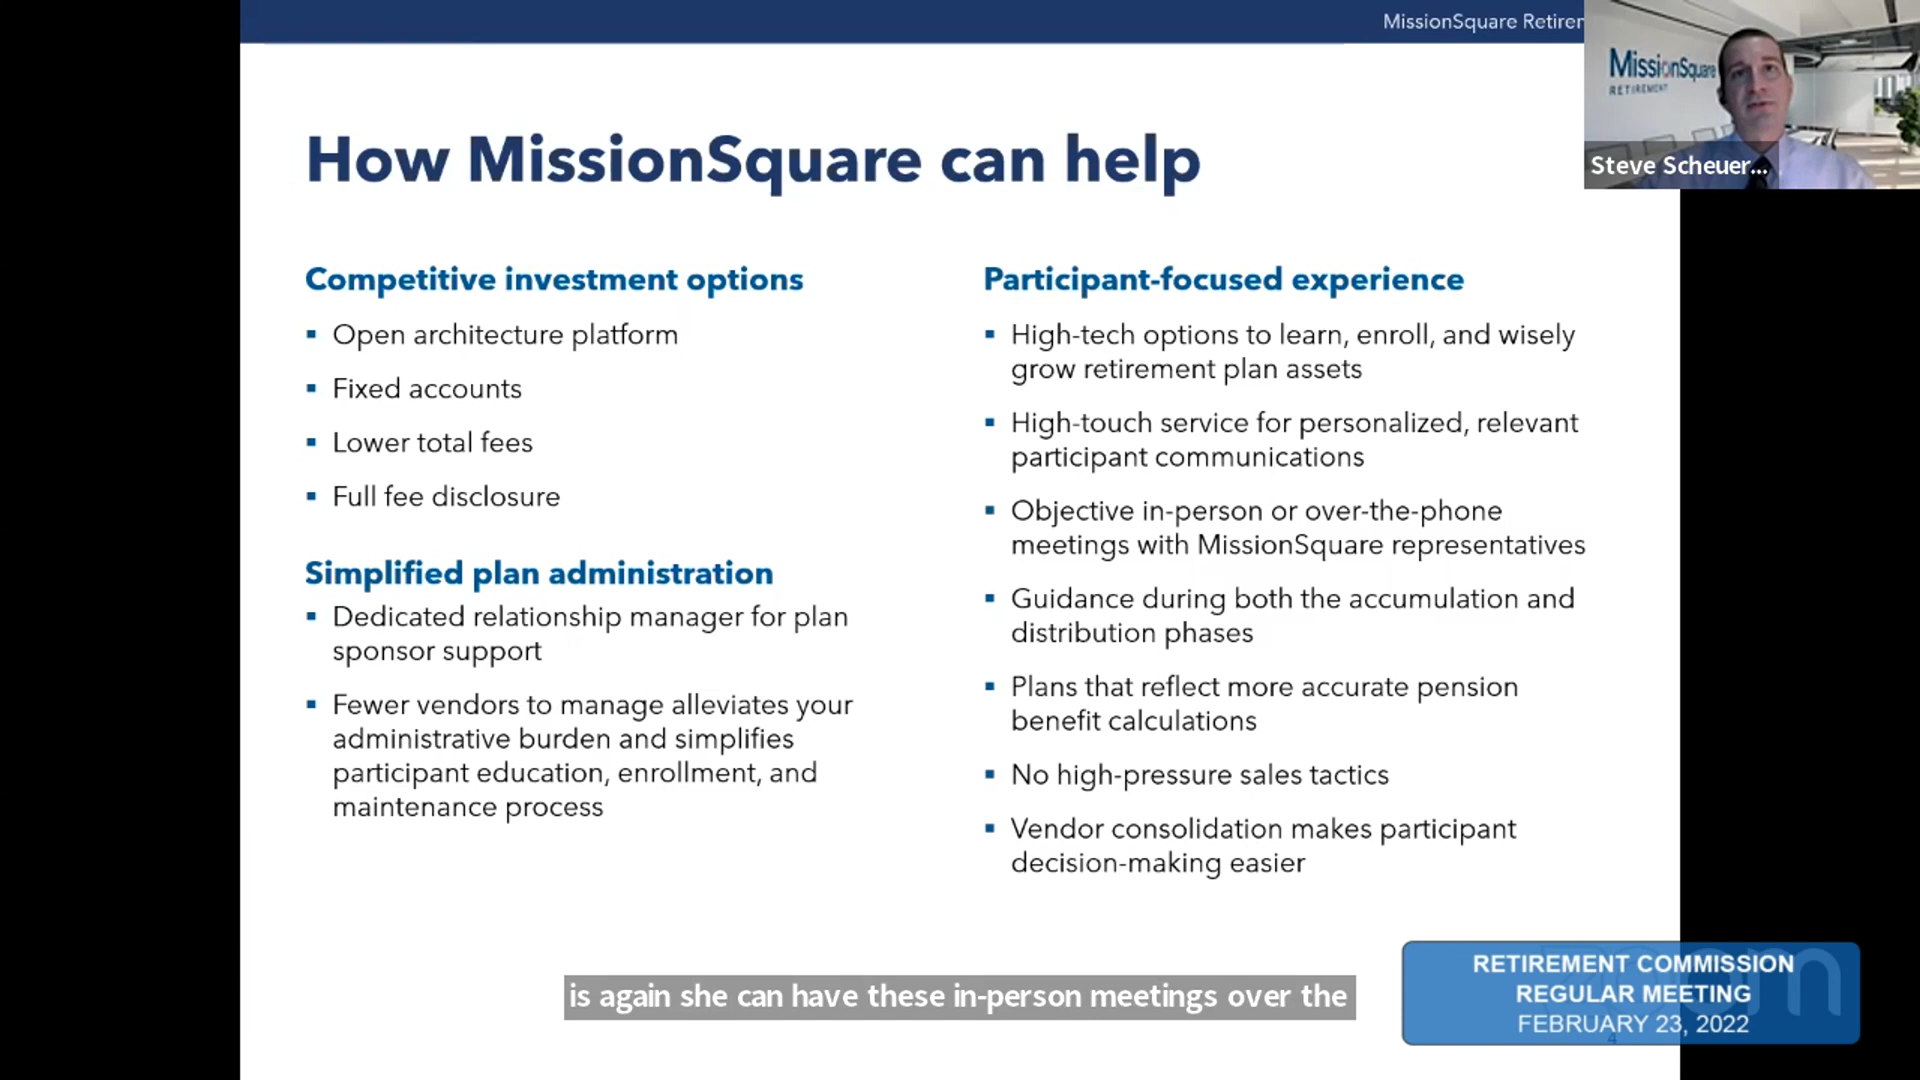 MissionSquare Retirem
MissionSquare
RETIREMENT
Steve Scheuer...
How MissionSquare can help
Competitive investment options
Open architecture platform
Fixed accounts
Lower total fees
Full fee disclosure
Simplified plan administration
Dedicated relationship manager for plan
sponsor support
Fewer vendors to manage alleviates your
administrative burden and simplifies
participant education, enrollment, and
maintenance process
Participant-focused experience
High-tech options to learn, enroll, and wisely
grow retirement plan assets
High-touch service for personalized, relevant
participant communications
Objective in-person or over-the-phone
meetings with MissionSquare representatives
Guidance during both the accumulation and
distribution phases
Plans that reflect more accurate pension
benefit calculations
No high-pressure sales tactics
Vendor consolidation makes participant
decision-making easier
is again she can have these in-person meetings over the
zoom
RETIREMENT COMMISSION
REGULAR MEETING
FEBRUARY 23, 2022
4